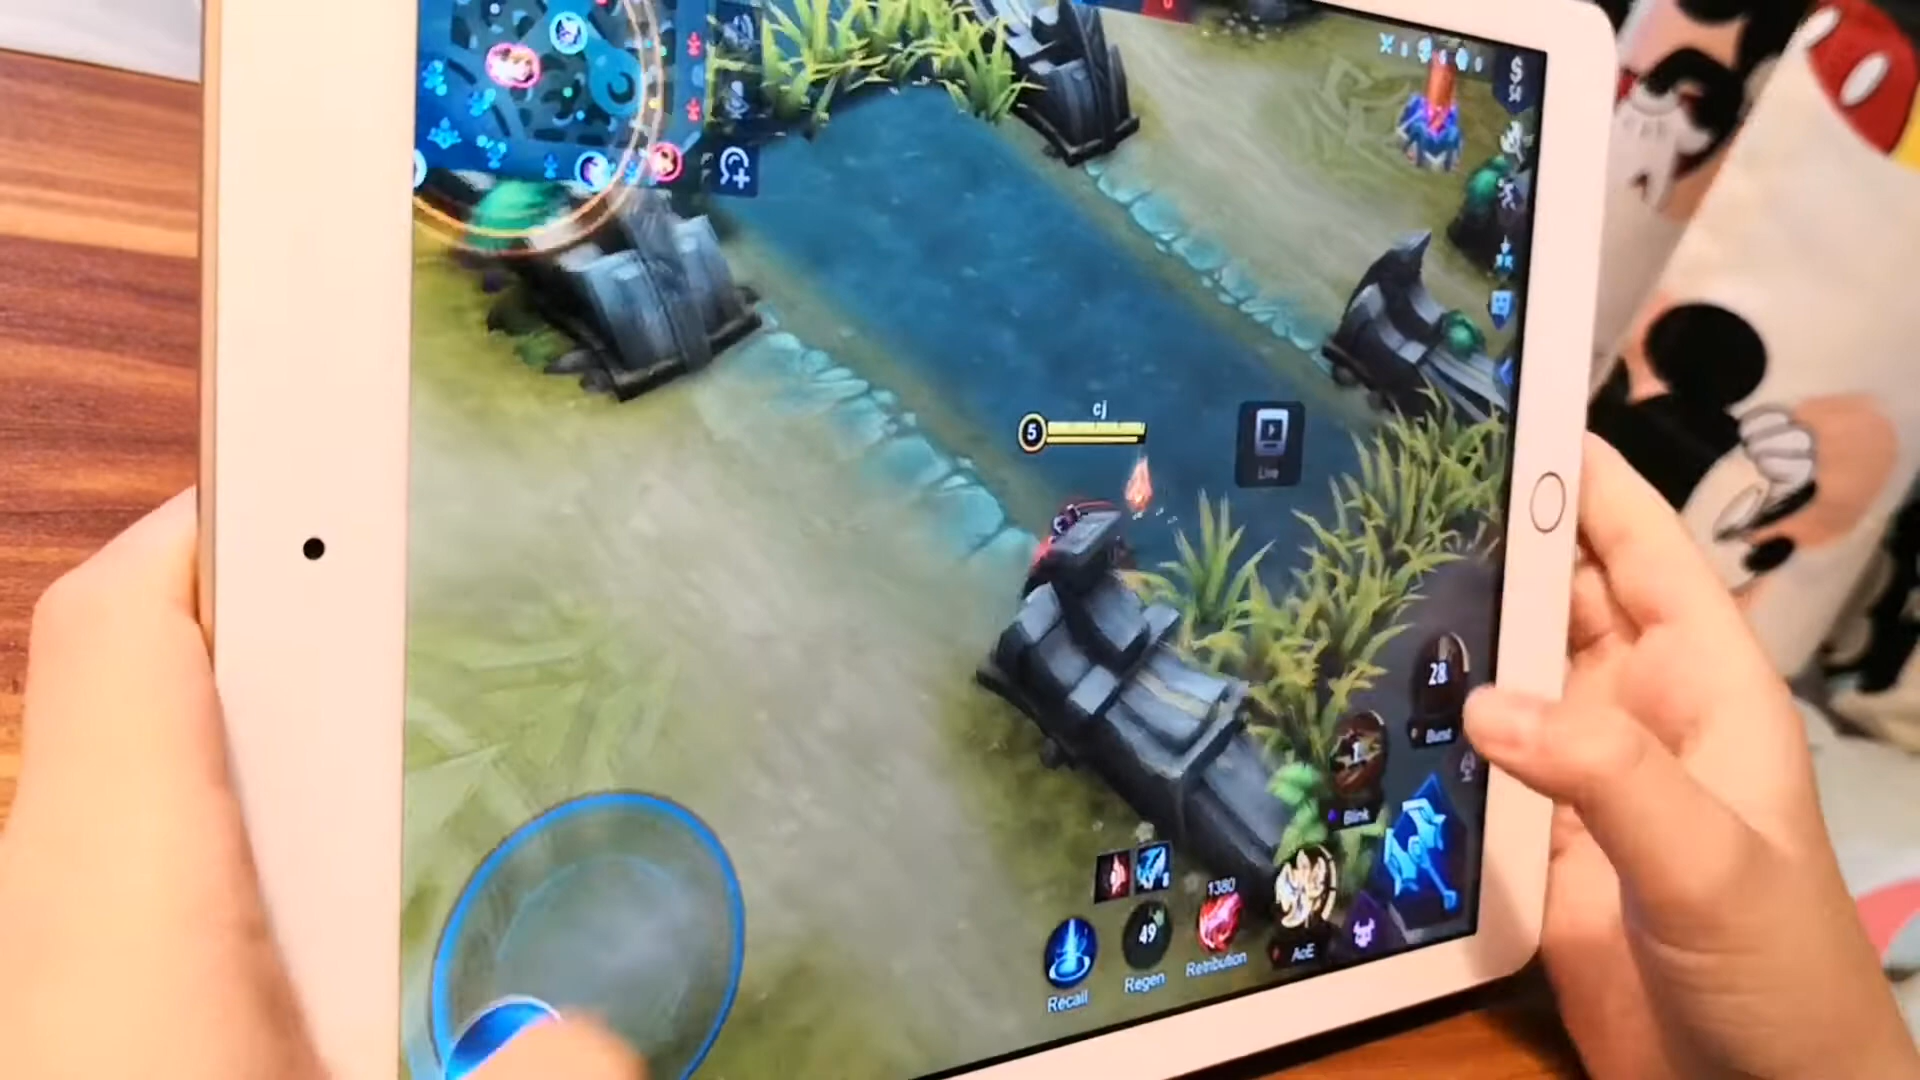 cj
5
Live
28
Burst
Blink
1380
49
AoE
Retribution
Regen
Recall